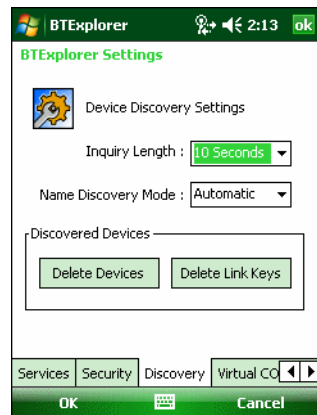 BTExplorer 2:13 ok
BTExplorer Settings
Device Discovery Settings
Inquiry Length : 10 Seconds
Name Discovery Mode : Automatic
Discovered Devices
Delete Devices Delete Link Keys
Services Security Discovery Virtual CO
OK Cancel